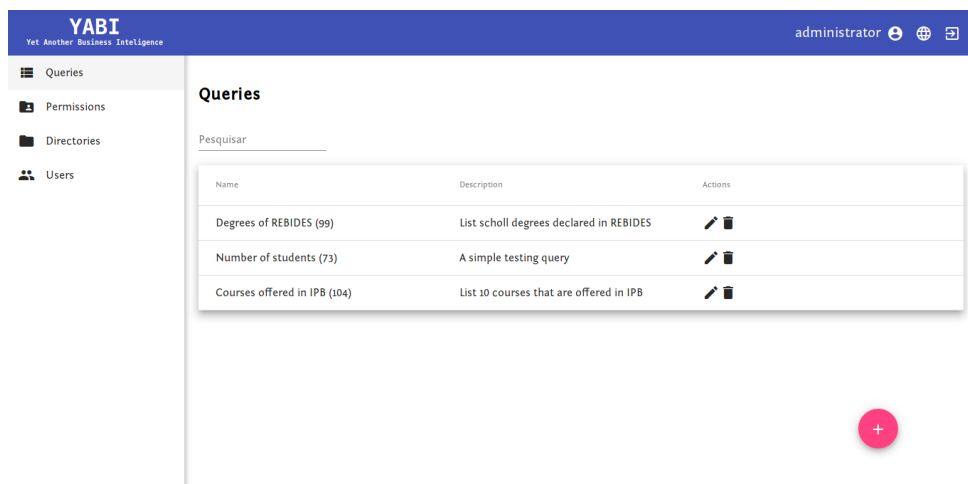 YABI
Yet Another Business Inteligence
administrator
Queries
Permissions
Directories
Users
Queries
Pesquisar
Name Description Actions
Degrees of REBIDES (99) List scholl degrees declared in REBIDES
Number of students (73) A simple testing query
Courses offered in IPB (104) List 10 courses that are offered in IPB
+